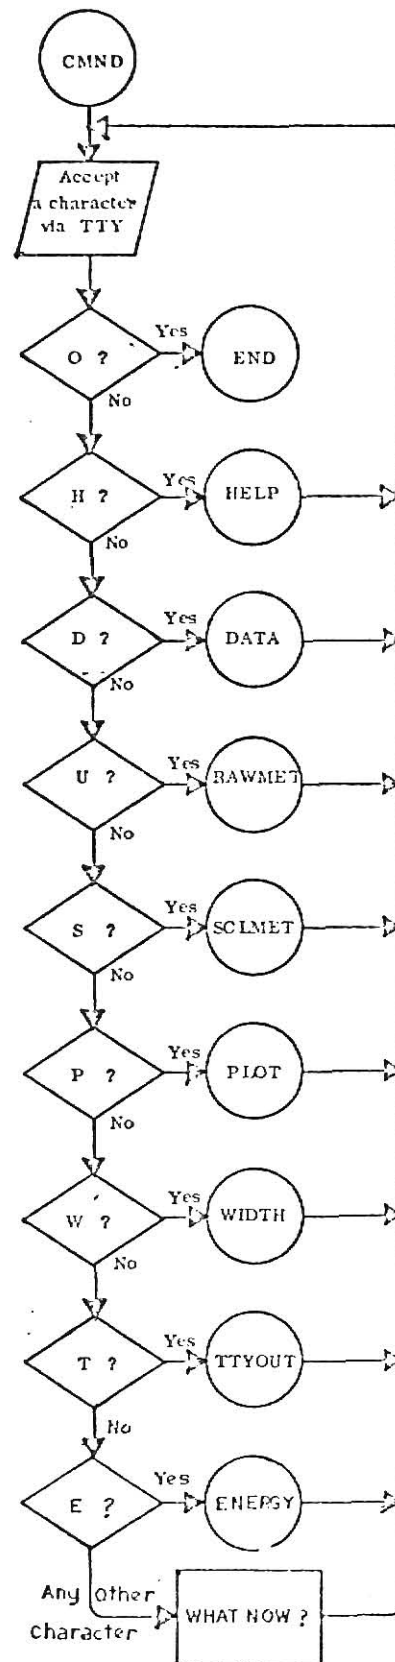 CMND
Accept
a character
via TTY
O ?
Yes
END
No
H ?
Yes
HELP
No
D ?
Yes
DATA
No
U ?
Yes
RAWMET
No
S ?
Yes
SCLMET
No
P ?
Yes
PLOT
No
W ?
Yes
WIDTH
No
T ?
Yes
TTYOUT
No
E ?
Yes
ENERGY
Any Other
Character
WHAT NOW ?